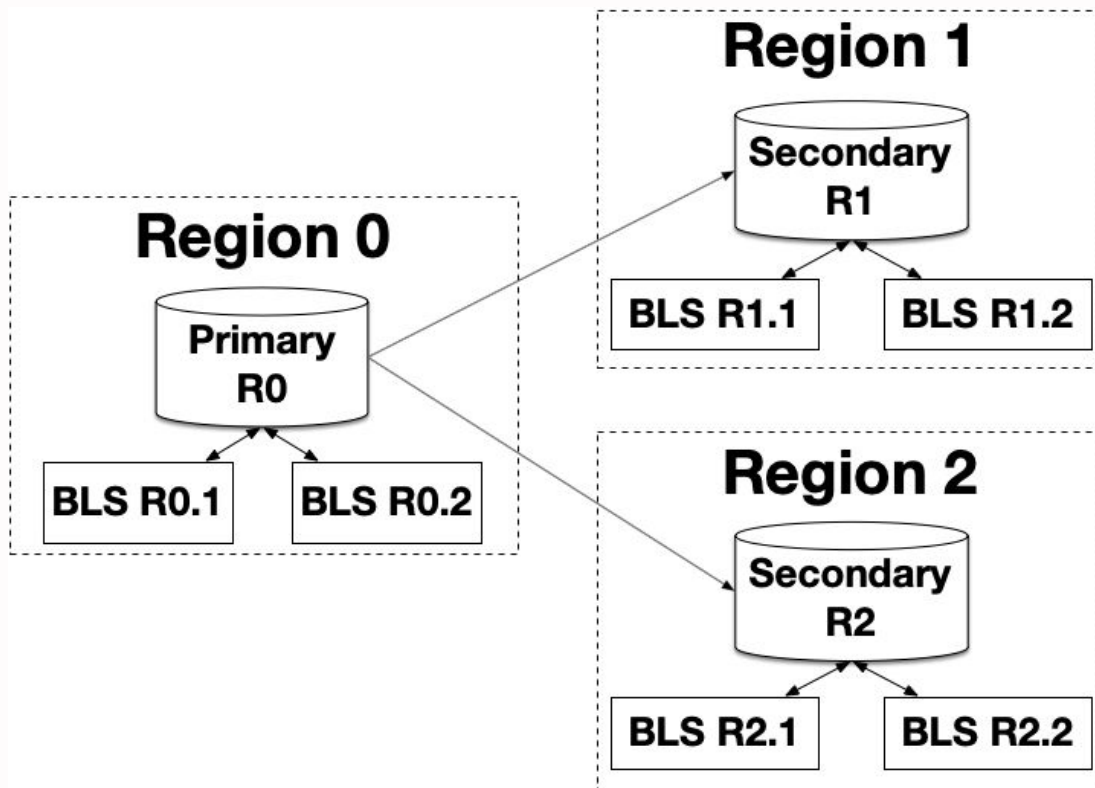 Region 0
Primary
R0
BLS R0.1
BLS R0.2
Region 1
Secondary
R1
BLS R1.1
BLS R1.2
Region 2
Secondary
R2
BLS R2.1
BLS R2.2